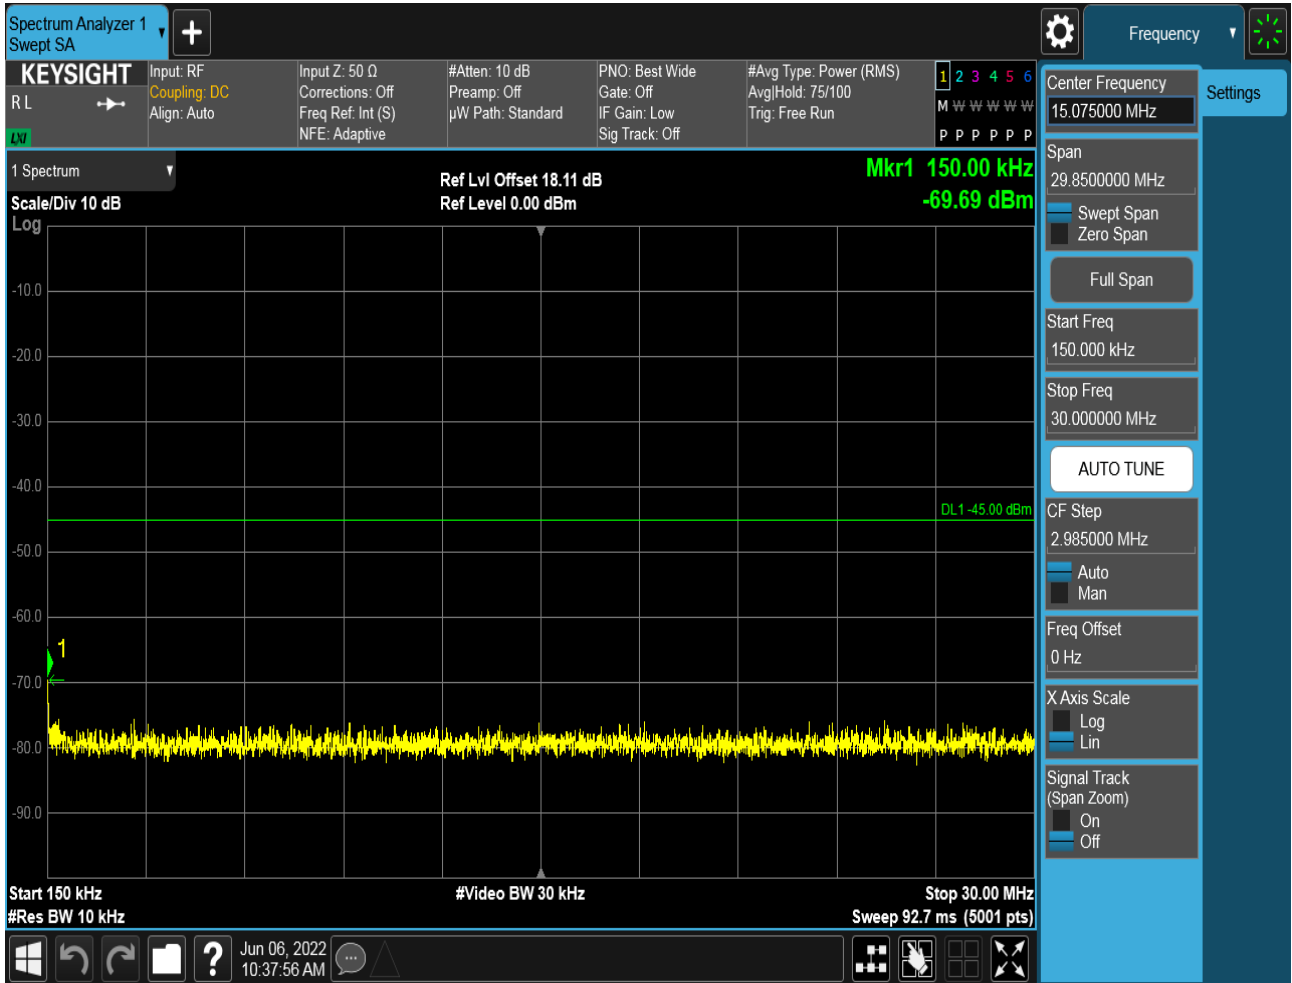 Spectrum Analyzer 1
Swept SA
Frequency
KEYSIGHT
R L
LXI
Input: RF
Coupling: DC
Align: Auto
Input Z: 50 Ω
Corrections: Off
Freq Ref: Int (S)
NFE: Adaptive
#Atten: 10 dB
Preamp: Off
µW Path: Standard
PNO: Best Wide
Gate: Off
IF Gain: Low
Sig Track: Off
#Avg Type: Power (RMS)
Avg|Hold: 75/100
Trig: Free Run
1 2 3 4 5 6
M W W W W W
P P P P P P
1 Spectrum
Scale/Div 10 dB
Log
Ref Lvl Offset 18.11 dB
Ref Level 0.00 dBm
Mkr1 150.00 kHz
-69.69 dBm
-10.0
-20.0
-30.0
-40.0
DL1 -45.00 dBm
-50.0
-60.0
1
-70.0
-80.0
-90.0
Start 150 kHz
#Video BW 30 kHz
Stop 30.00 MHz
#Res BW 10 kHz
Sweep 92.7 ms (5001 pts)
Center Frequency
15.075000 MHz
Settings
Span
29.8500000 MHz
Swept Span
Zero Span
Full Span
Start Freq
150.000 kHz
Stop Freq
30.000000 MHz
AUTO TUNE
CF Step
2.985000 MHz
Auto
Man
Freq Offset
0 Hz
X Axis Scale
Log
Lin
Signal Track
(Span Zoom)
On
Off
?
Jun 06, 2022
10:37:56 AM